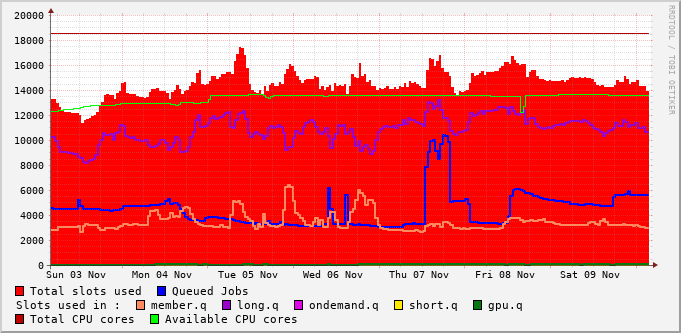 20000
18000
16000
14000
12000
10000
8000
6000
4000
2000
0
Sun 03 Nov Mon 04 Nov Tue 05 Nov Wed 06 Nov Thu 07 Nov Fri 08 Nov Sat 09 Nov
Total slots used Queued Jobs
Slots used in : member.q long.q ondemand.q short.q gpu.q
Total CPU cores Available CPU cores
RRDTOOL / TOBI OETIKER